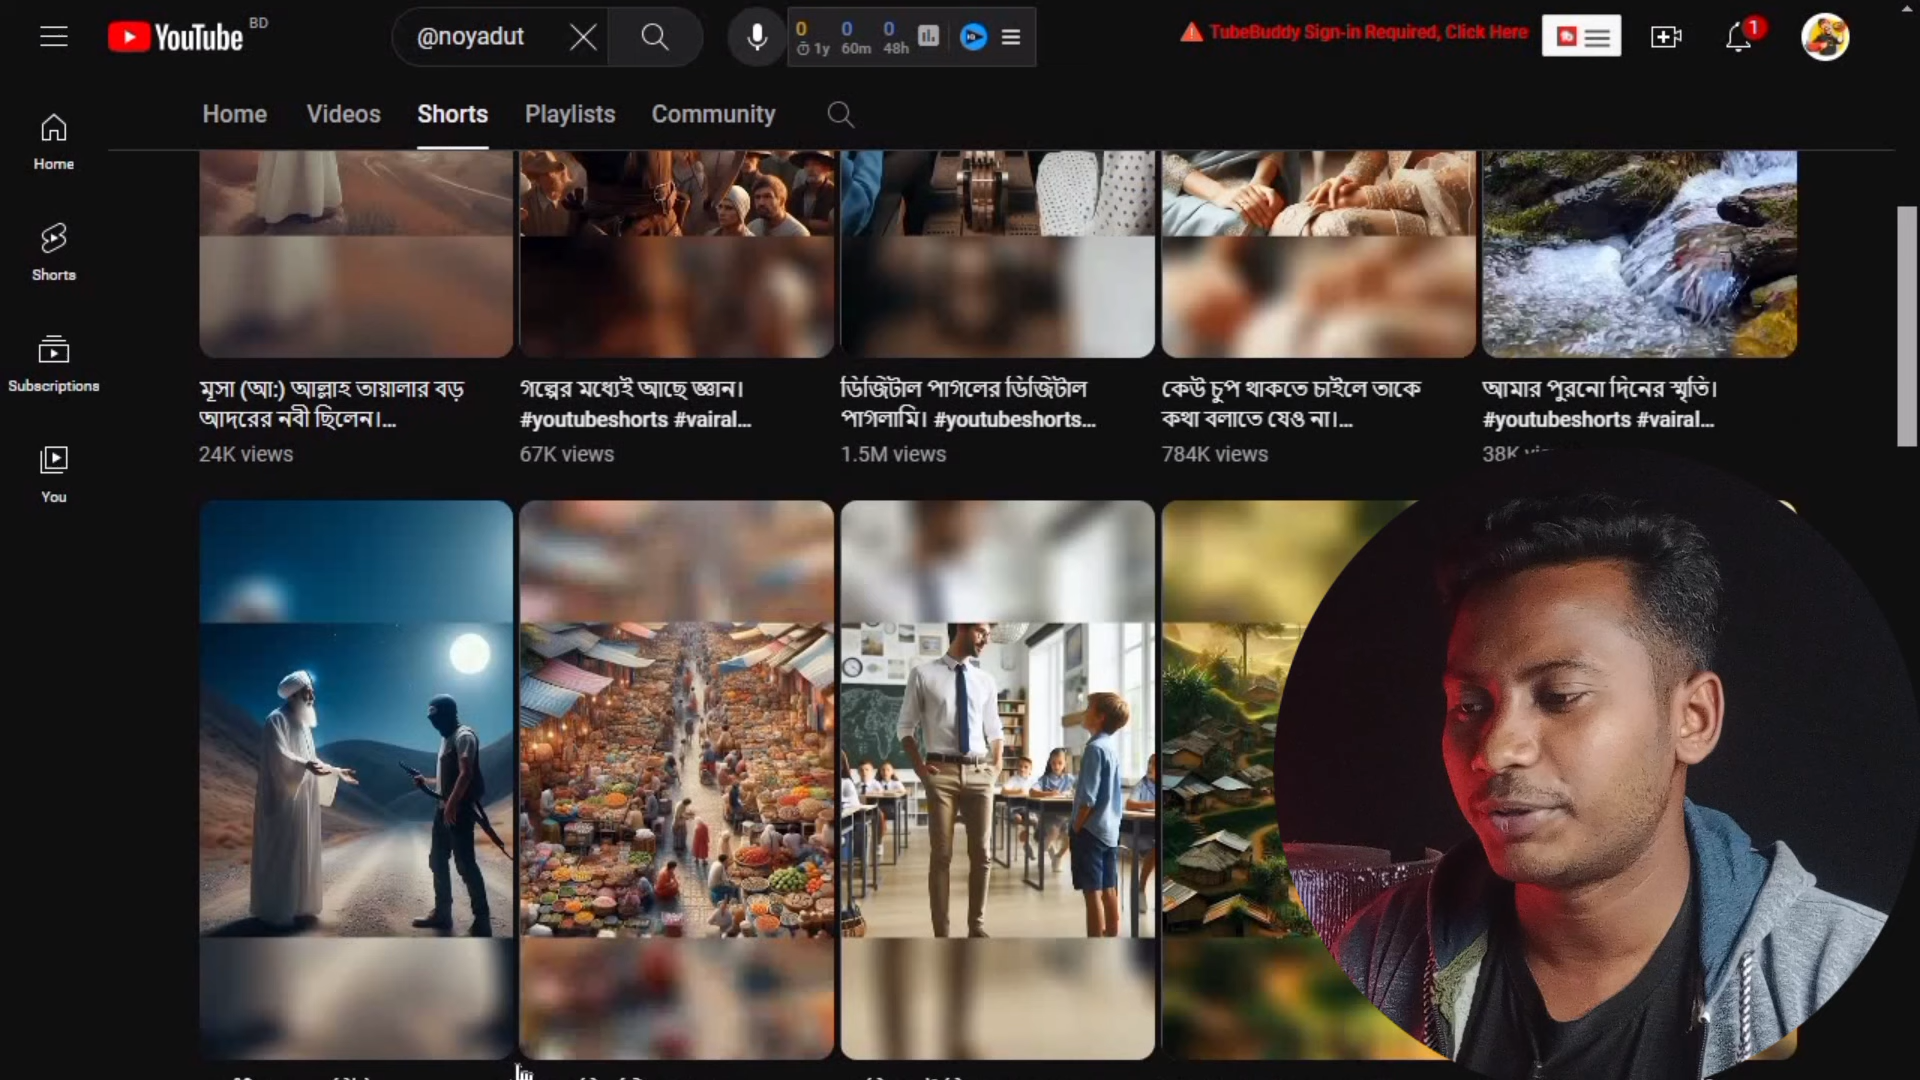 YouTube BD
@noyadut
0 0 0
1y 60m 48h
TubeBuddy Sign-in Required, Click Here
1
Home Videos Shorts Playlists Community
Home
Shorts
Subscriptions
You
মূসা (আ:) আল্লাহ তায়ালার বড়
আদরের নবী ছিলেন।...
24K views
গল্পের মধ্যেই আছে জ্ঞান।
#youtubeshorts #vairal...
67K views
ডিজিটাল পাগলের ডিজিটাল
পাগলামি। #youtubeshorts...
1.5M views
কেউ চুপ থাকতে চাইলে তাকে
কথা বলাতে যেও না।...
784K views
আমার পুরনো দিনের স্মৃতি।
#youtubeshorts #vairal...
38K